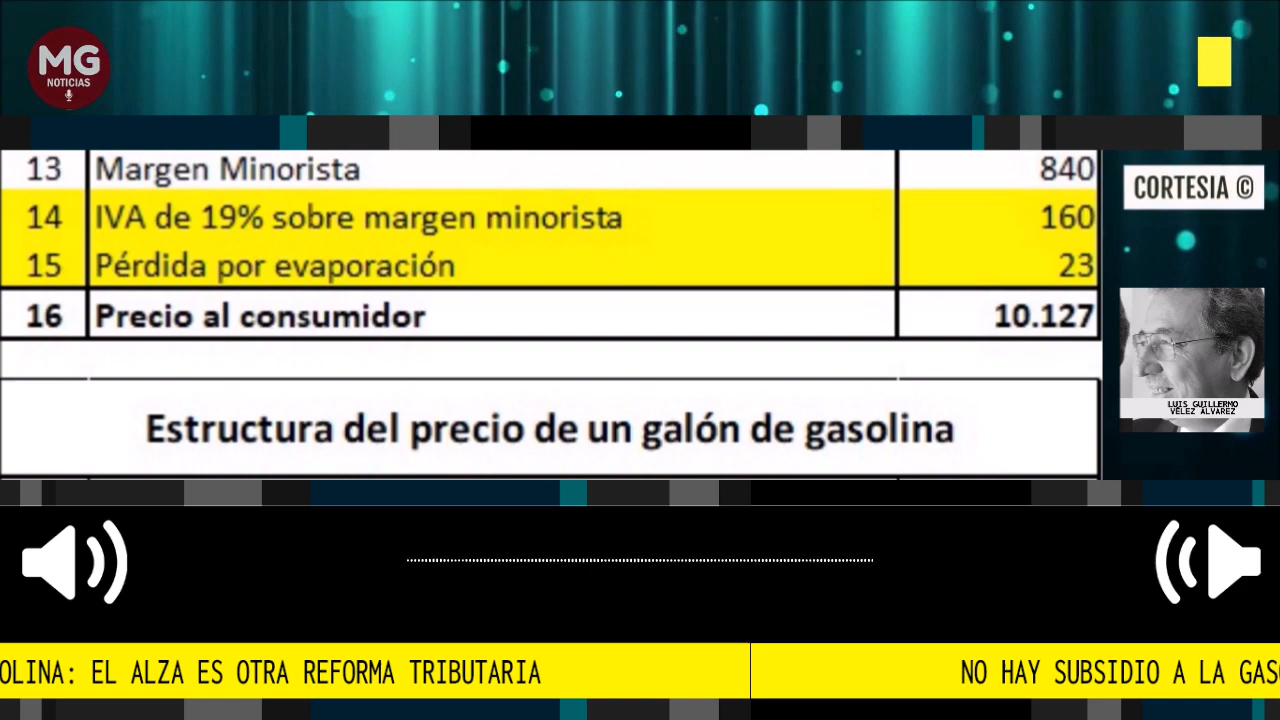 MG
NOTICIAS
13 Margen Minorista 840
CORTESIA ©
14 IVA de 19% sobre margen minorista 160
15 Pérdida por evaporación 23
16 Precio al consumidor 10.127
LUIS GUILLERMO
VELEZ ALVAREZ
Estructura del precio de un galón de gasolina
OLINA: EL ALZA ES OTRA REFORMA TRIBUTARIA
NO HAY SUBSIDIO A LA GASO